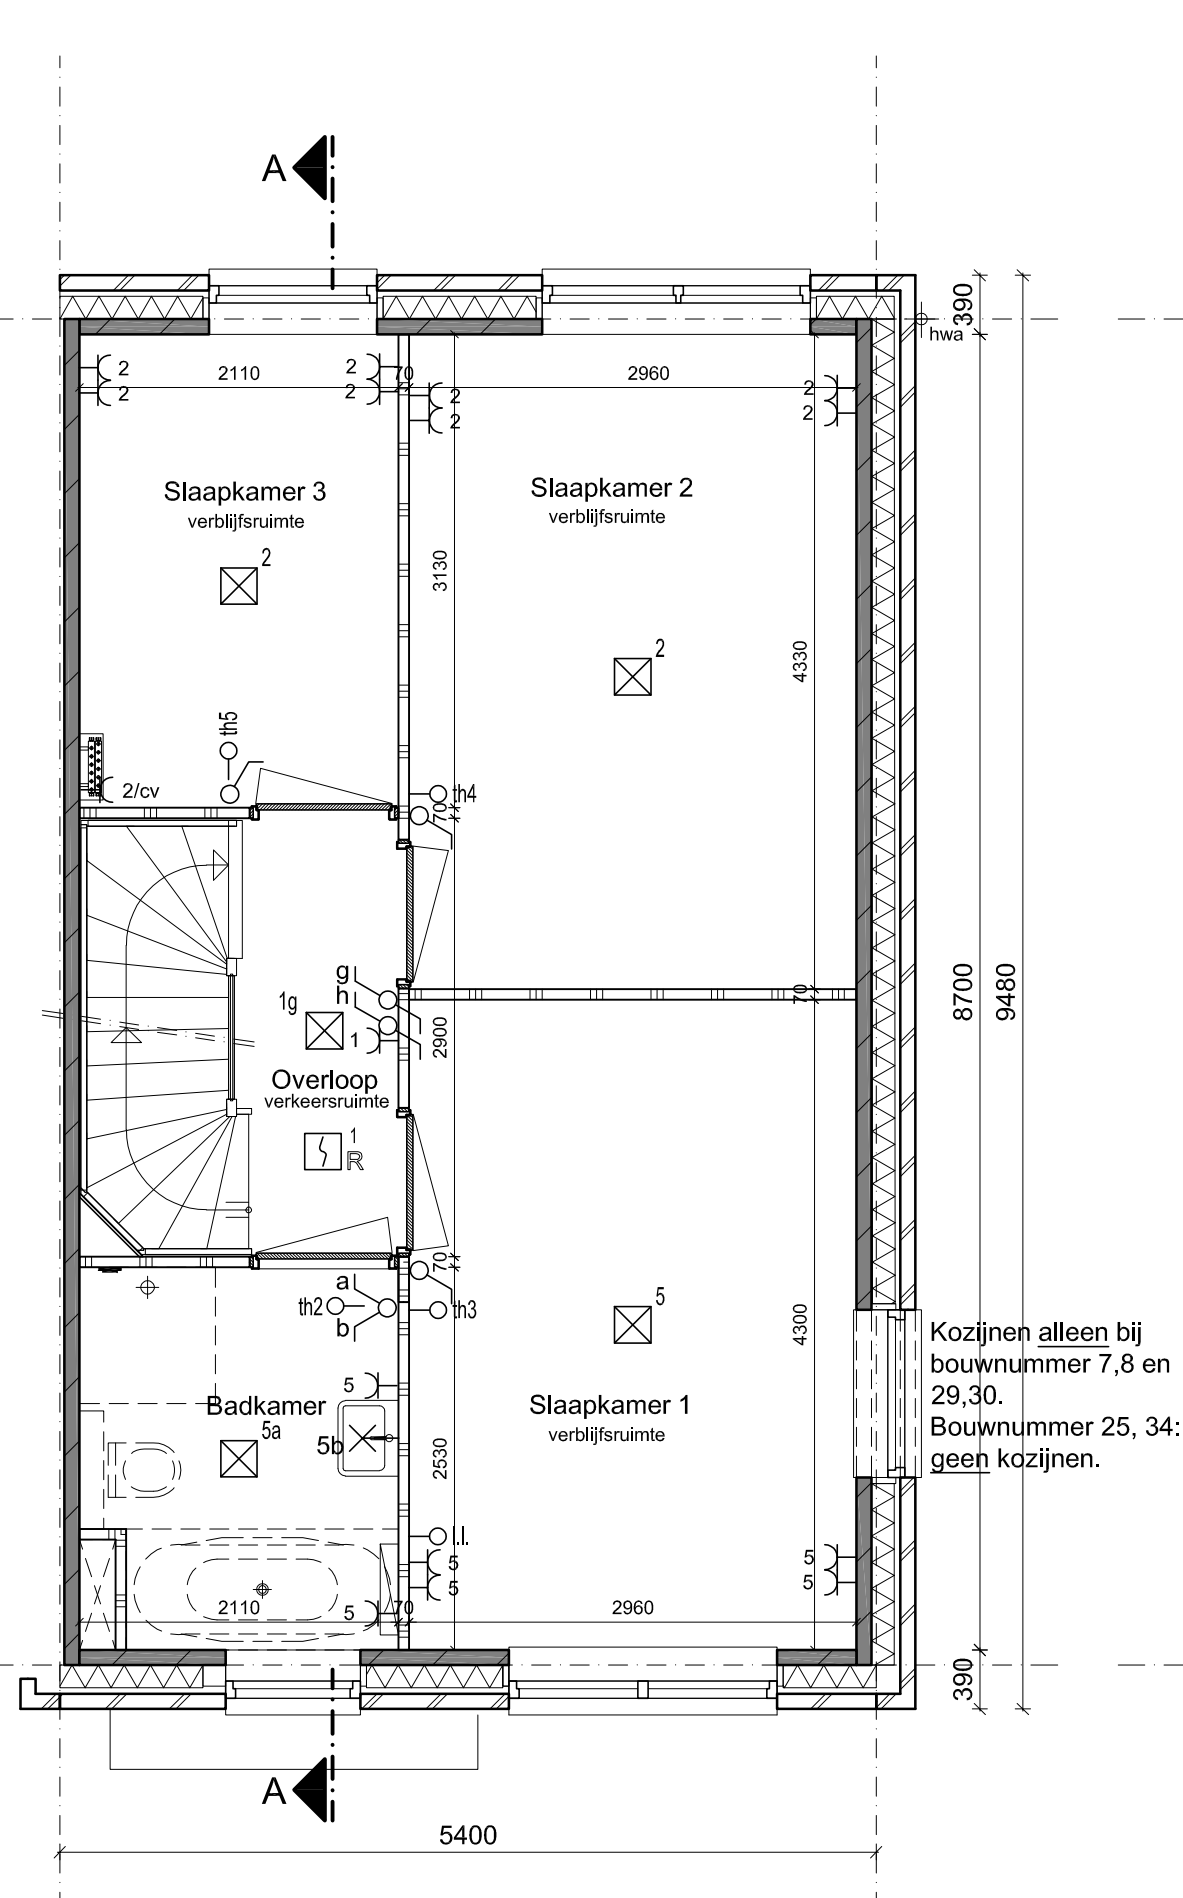 A
390
hwa
2 2 2110 2 2 70 2 2 2960 2 2
Slaapkamer 3
verblijfsruimte
2
Slaapkamer 2
verblijfsruimte
2
3130
4330
th5
2/cv
th4
70
8700
9480
g
h
1g
1
2900
70
Overloop
verkeersruimte
1
R
70
a
th2
b
th3
5
4300
Kozijnen alleen bij
bouwnummer 7,8 en
29,30.
Bouwnummer 25, 34:
geen kozijnen.
5
Badkamer
5a
5b
Slaapkamer 1
verblijfsruimte
2530
l.l.
5
5
5
5
2110
5
70
2960
390
A
5400